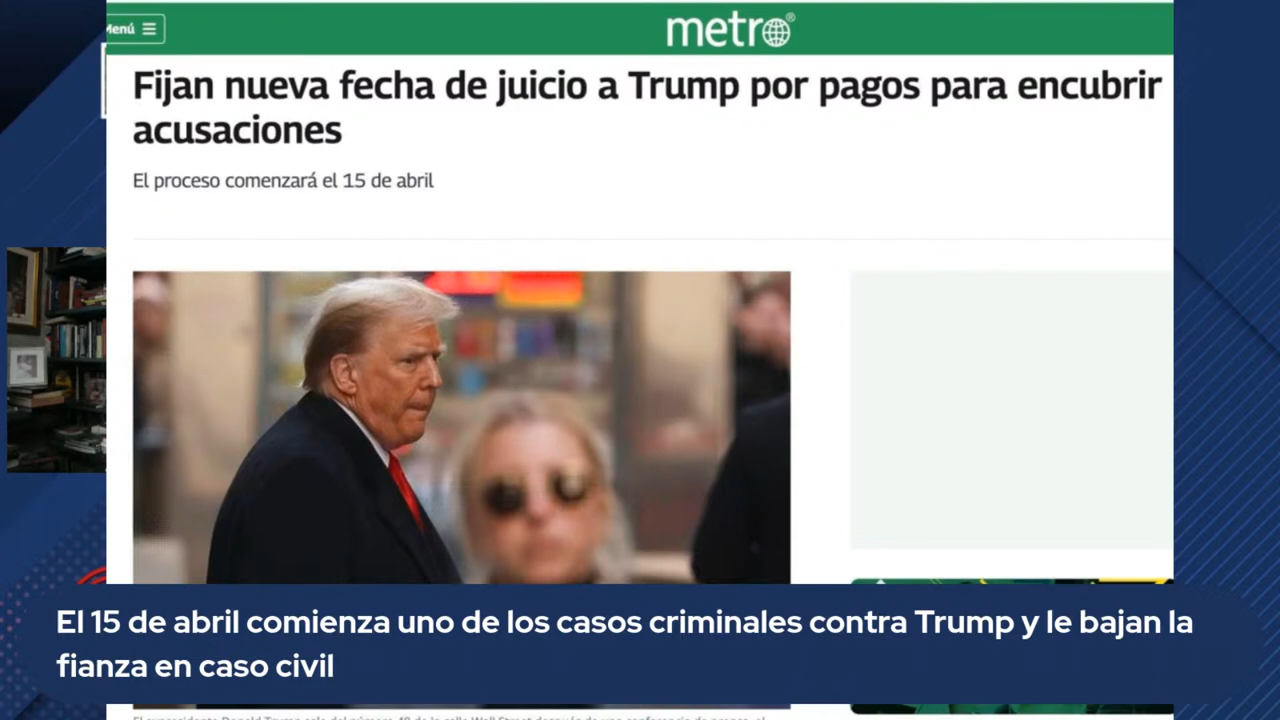 Menú
metro
Fijan nueva fecha de juicio a Trump por pagos para encubrir
acusaciones
El proceso comenzará el 15 de abril
El 15 de abril comienza uno de los casos criminales contra Trump y le bajan la
fianza en caso civil